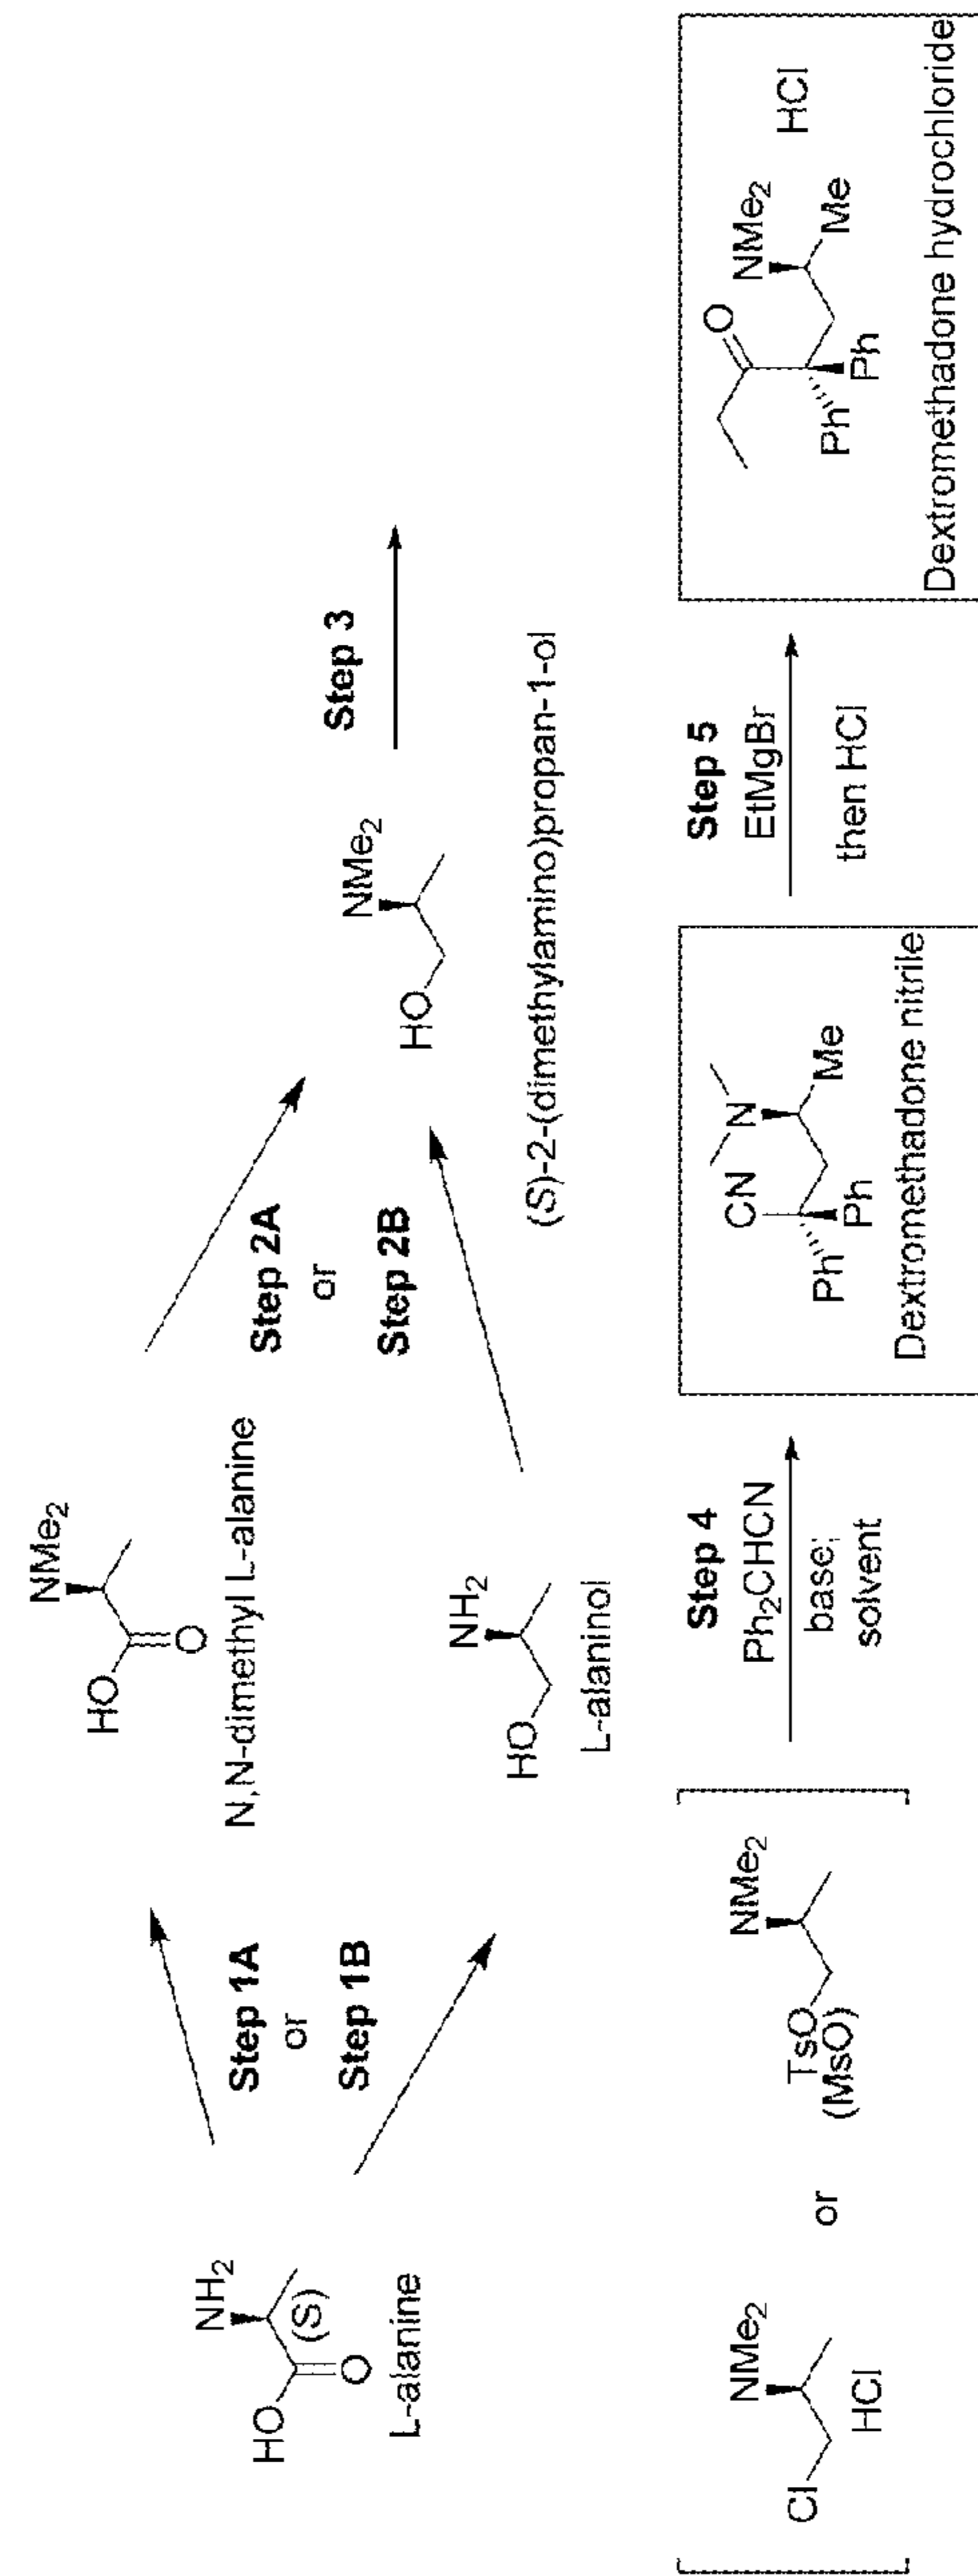 NH2
HO
(S)
O
L-alanine
Step 1A
or
Step 1B
NMe2
HO
O
N,N-dimethyl L-alanine
NH2
HO
L-alaninol
Step 2A
or
Step 2B
NMe2
HO
(S)-2-(dimethylamino)propan-1-ol
Step 3
NMe2
Cl
HCl
or
NMe2
TsO
(MsO)
Step 4
Ph2CHCN
base;
solvent
CN
N
Ph
Ph
Me
Dextromethadone nitrile
Step 5
EtMgBr
then HCl
O
NMe2
HCl
Ph
Ph
Me
Dextromethadone hydrochloride